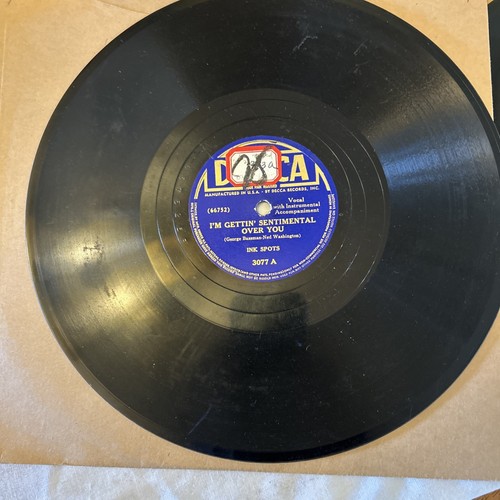 DECCA
MANUFACTURED IN U.S.A. · BY DECCA RECORDS, INC.
(66752)
Vocal
with Instrumental
Accompaniment
I'M GETTIN' SENTIMENTAL
OVER YOU
(George Bassman-Ned Washington)
INK SPOTS
3077 A